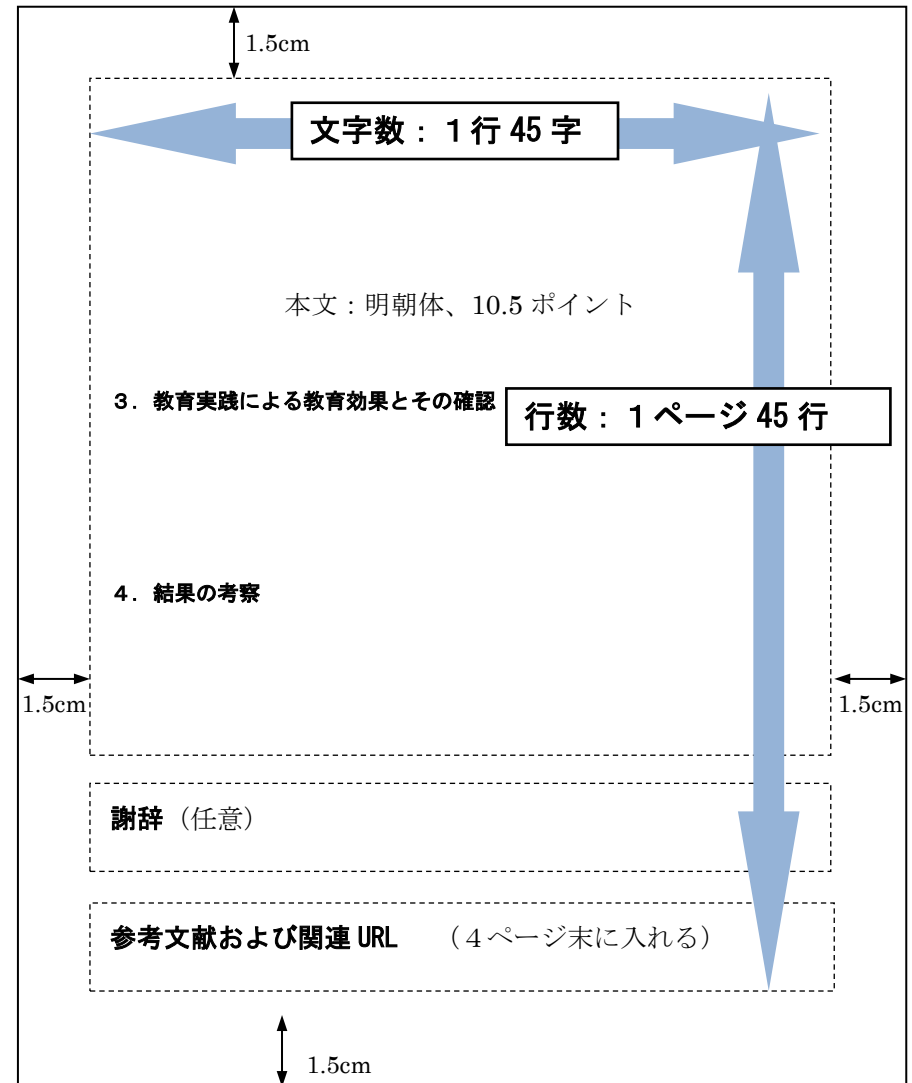 1.5cm
文字数：１行 45 字
本文：明朝体、10.5 ポイント
３．教育実践による教育効果とその確認
行数：１ページ 45 行
４．結果の考察
1.5cm
1.5cm
謝辞（任意）
参考文献および関連 URL　（４ページ末に入れる）
1.5cm